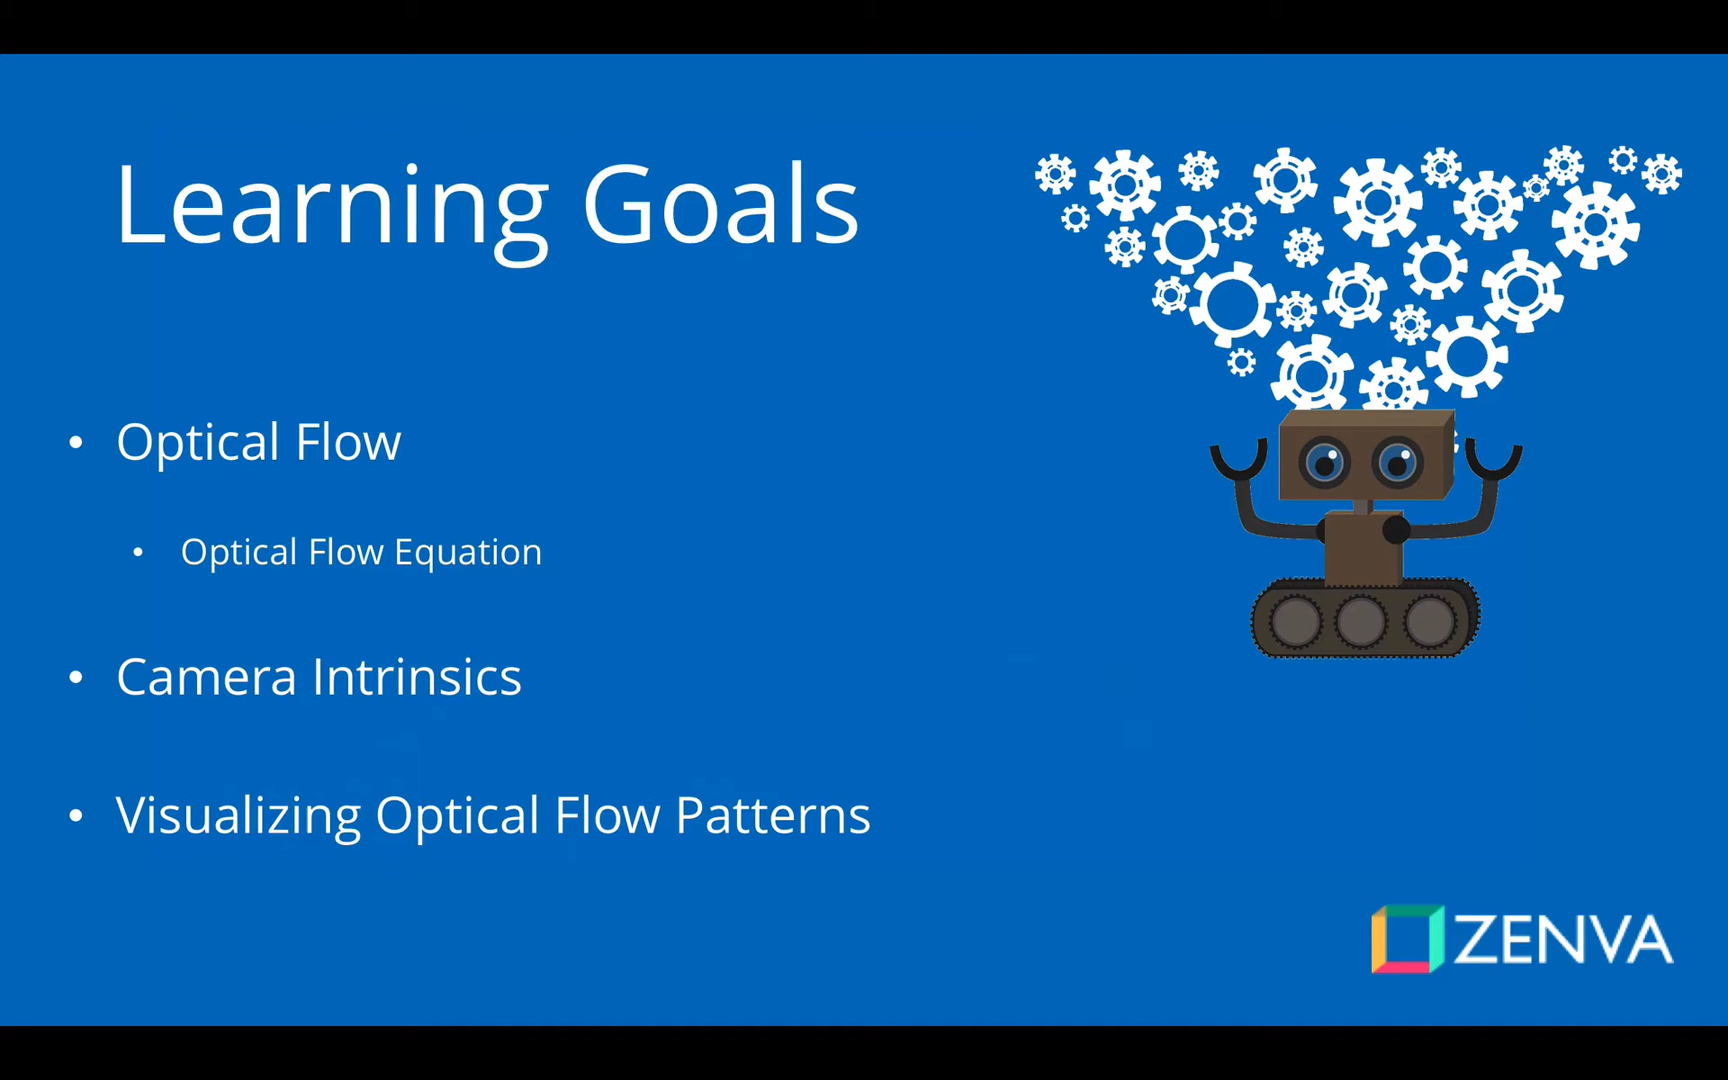 Learning Goals
• Optical Flow
• Optical Flow Equation
• Camera Intrinsics
• Visualizing Optical Flow Patterns
ZENVA